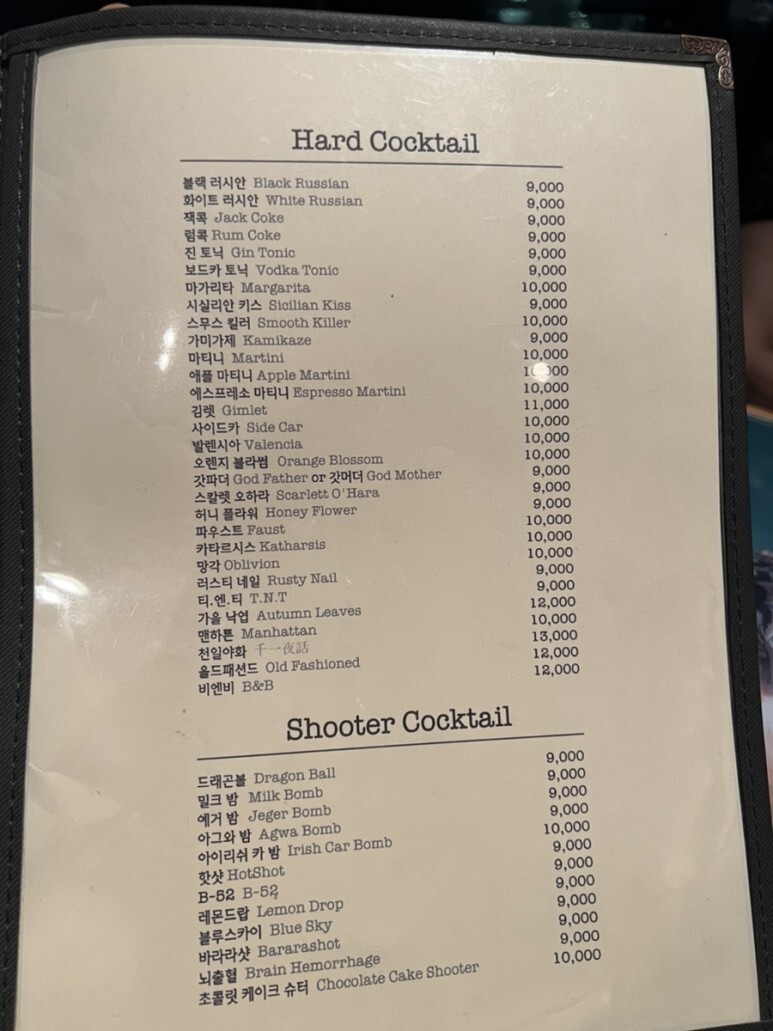 Hard Cocktail
블랙 러시안 Black Russian 9,000
화이트 러시안 White Russian 9,000
잭콕 Jack Coke 9,000
럼콕 Rum Coke 9,000
진 토닉 Gin Tonic 9,000
보드카 토닉 Vodka Tonic 9,000
마가리타 Margarita 10,000
시실리안 키스 Sicilian Kiss 9,000
스무스 킬러 Smooth Killer 10,000
가미가제 Kamikaze 9,000
마티니 Martini 10,000
애플 마티니 Apple Martini 10,000
에스프레소 마티니 Espresso Martini 10,000
김렛 Gimlet 11,000
사이드카 Side Car 10,000
발렌시아 Valencia 10,000
오렌지 블라썸 Orange Blossom 10,000
갓파더 God Father or 갓머더 God Mother 9,000
스칼렛 오하라 Scarlett O'Hara 9,000
허니 플라워 Honey Flower 9,000
파우스트 Faust 10,000
카타르시스 Katharsis 10,000
망각 Oblivion 10,000
러스티 네일 Rusty Nail 9,000
티.엔.티 T.N.T 9,000
가을 낙엽 Autumn Leaves 12,000
맨하튼 Manhattan 10,000
천일야화 千一夜話 13,000
올드패션드 Old Fashioned 12,000
비엔비 B&B 12,000
Shooter Cocktail
드래곤볼 Dragon Ball 9,000
밀크 밤 Milk Bomb 9,000
예거 밤 Jeger Bomb 9,000
아그와 밤 Agwa Bomb 9,000
아이리쉬 카 밤 Irish Car Bomb 10,000
핫샷 HotShot 9,000
B-52 B-52 9,000
레몬드랍 Lemon Drop 9,000
블루스카이 Blue Sky 9,000
바라라샷 Bararashot 9,000
뇌출혈 Brain Hemorrhage 9,000
초콜릿 케이크 슈터 Chocolate Cake Shooter 10,000